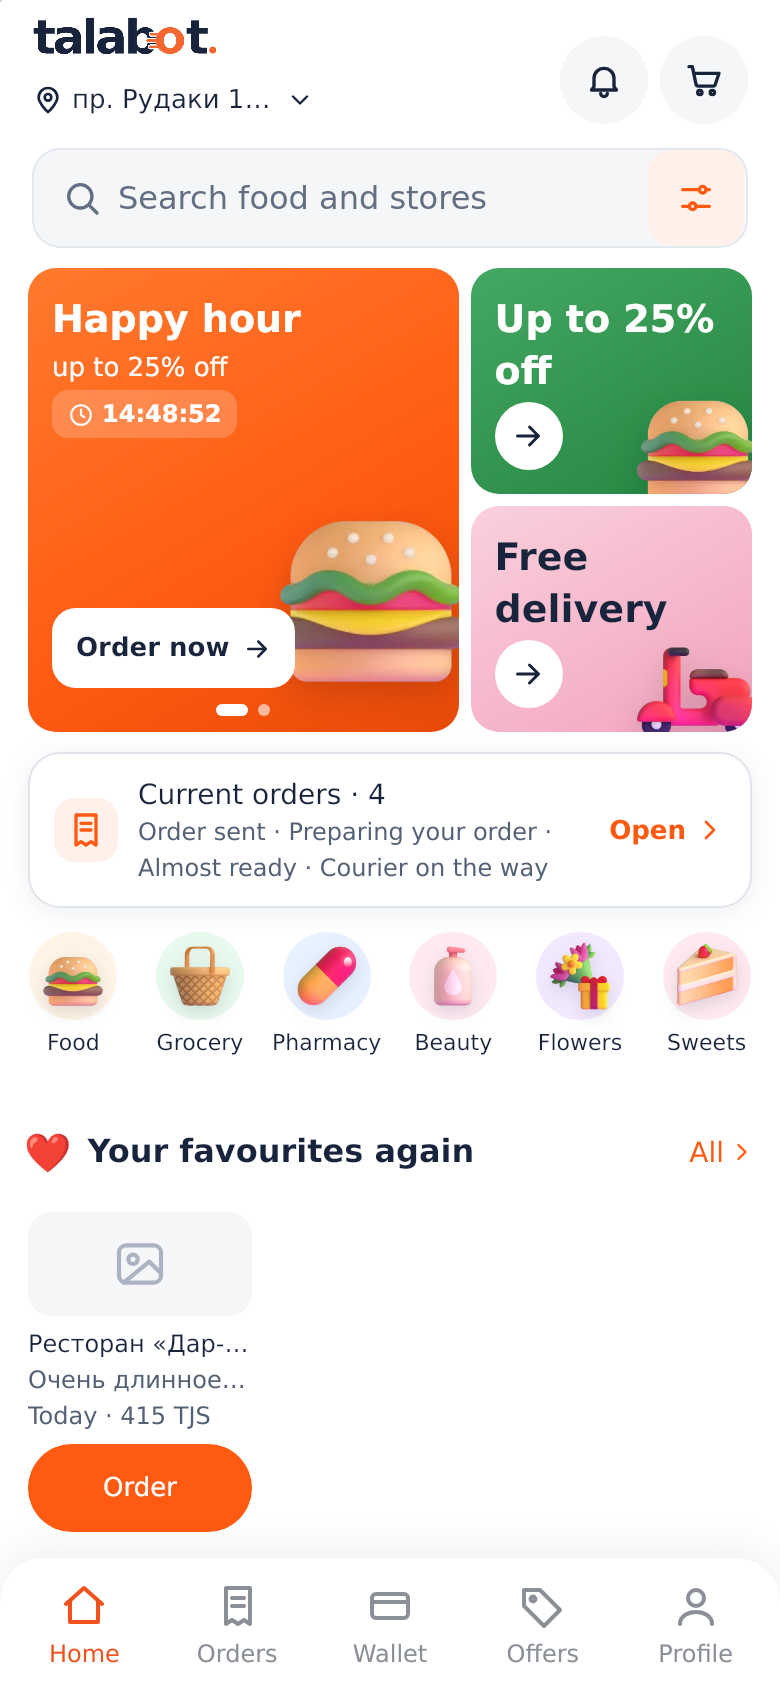 talabot.
пр. Рудаки 1...
Search food and stores
Happy hour
up to 25% off
14:48:52
Order now
Up to 25%
off
Free
delivery
Current orders · 4
Order sent · Preparing your order ·
Almost ready · Courier on the way
Open
Food
Grocery
Pharmacy
Beauty
Flowers
Sweets
Your favourites again
All
Ресторан «Дар-...
Очень длинное...
Today · 415 TJS
Order
Home
Orders
Wallet
Offers
Profile